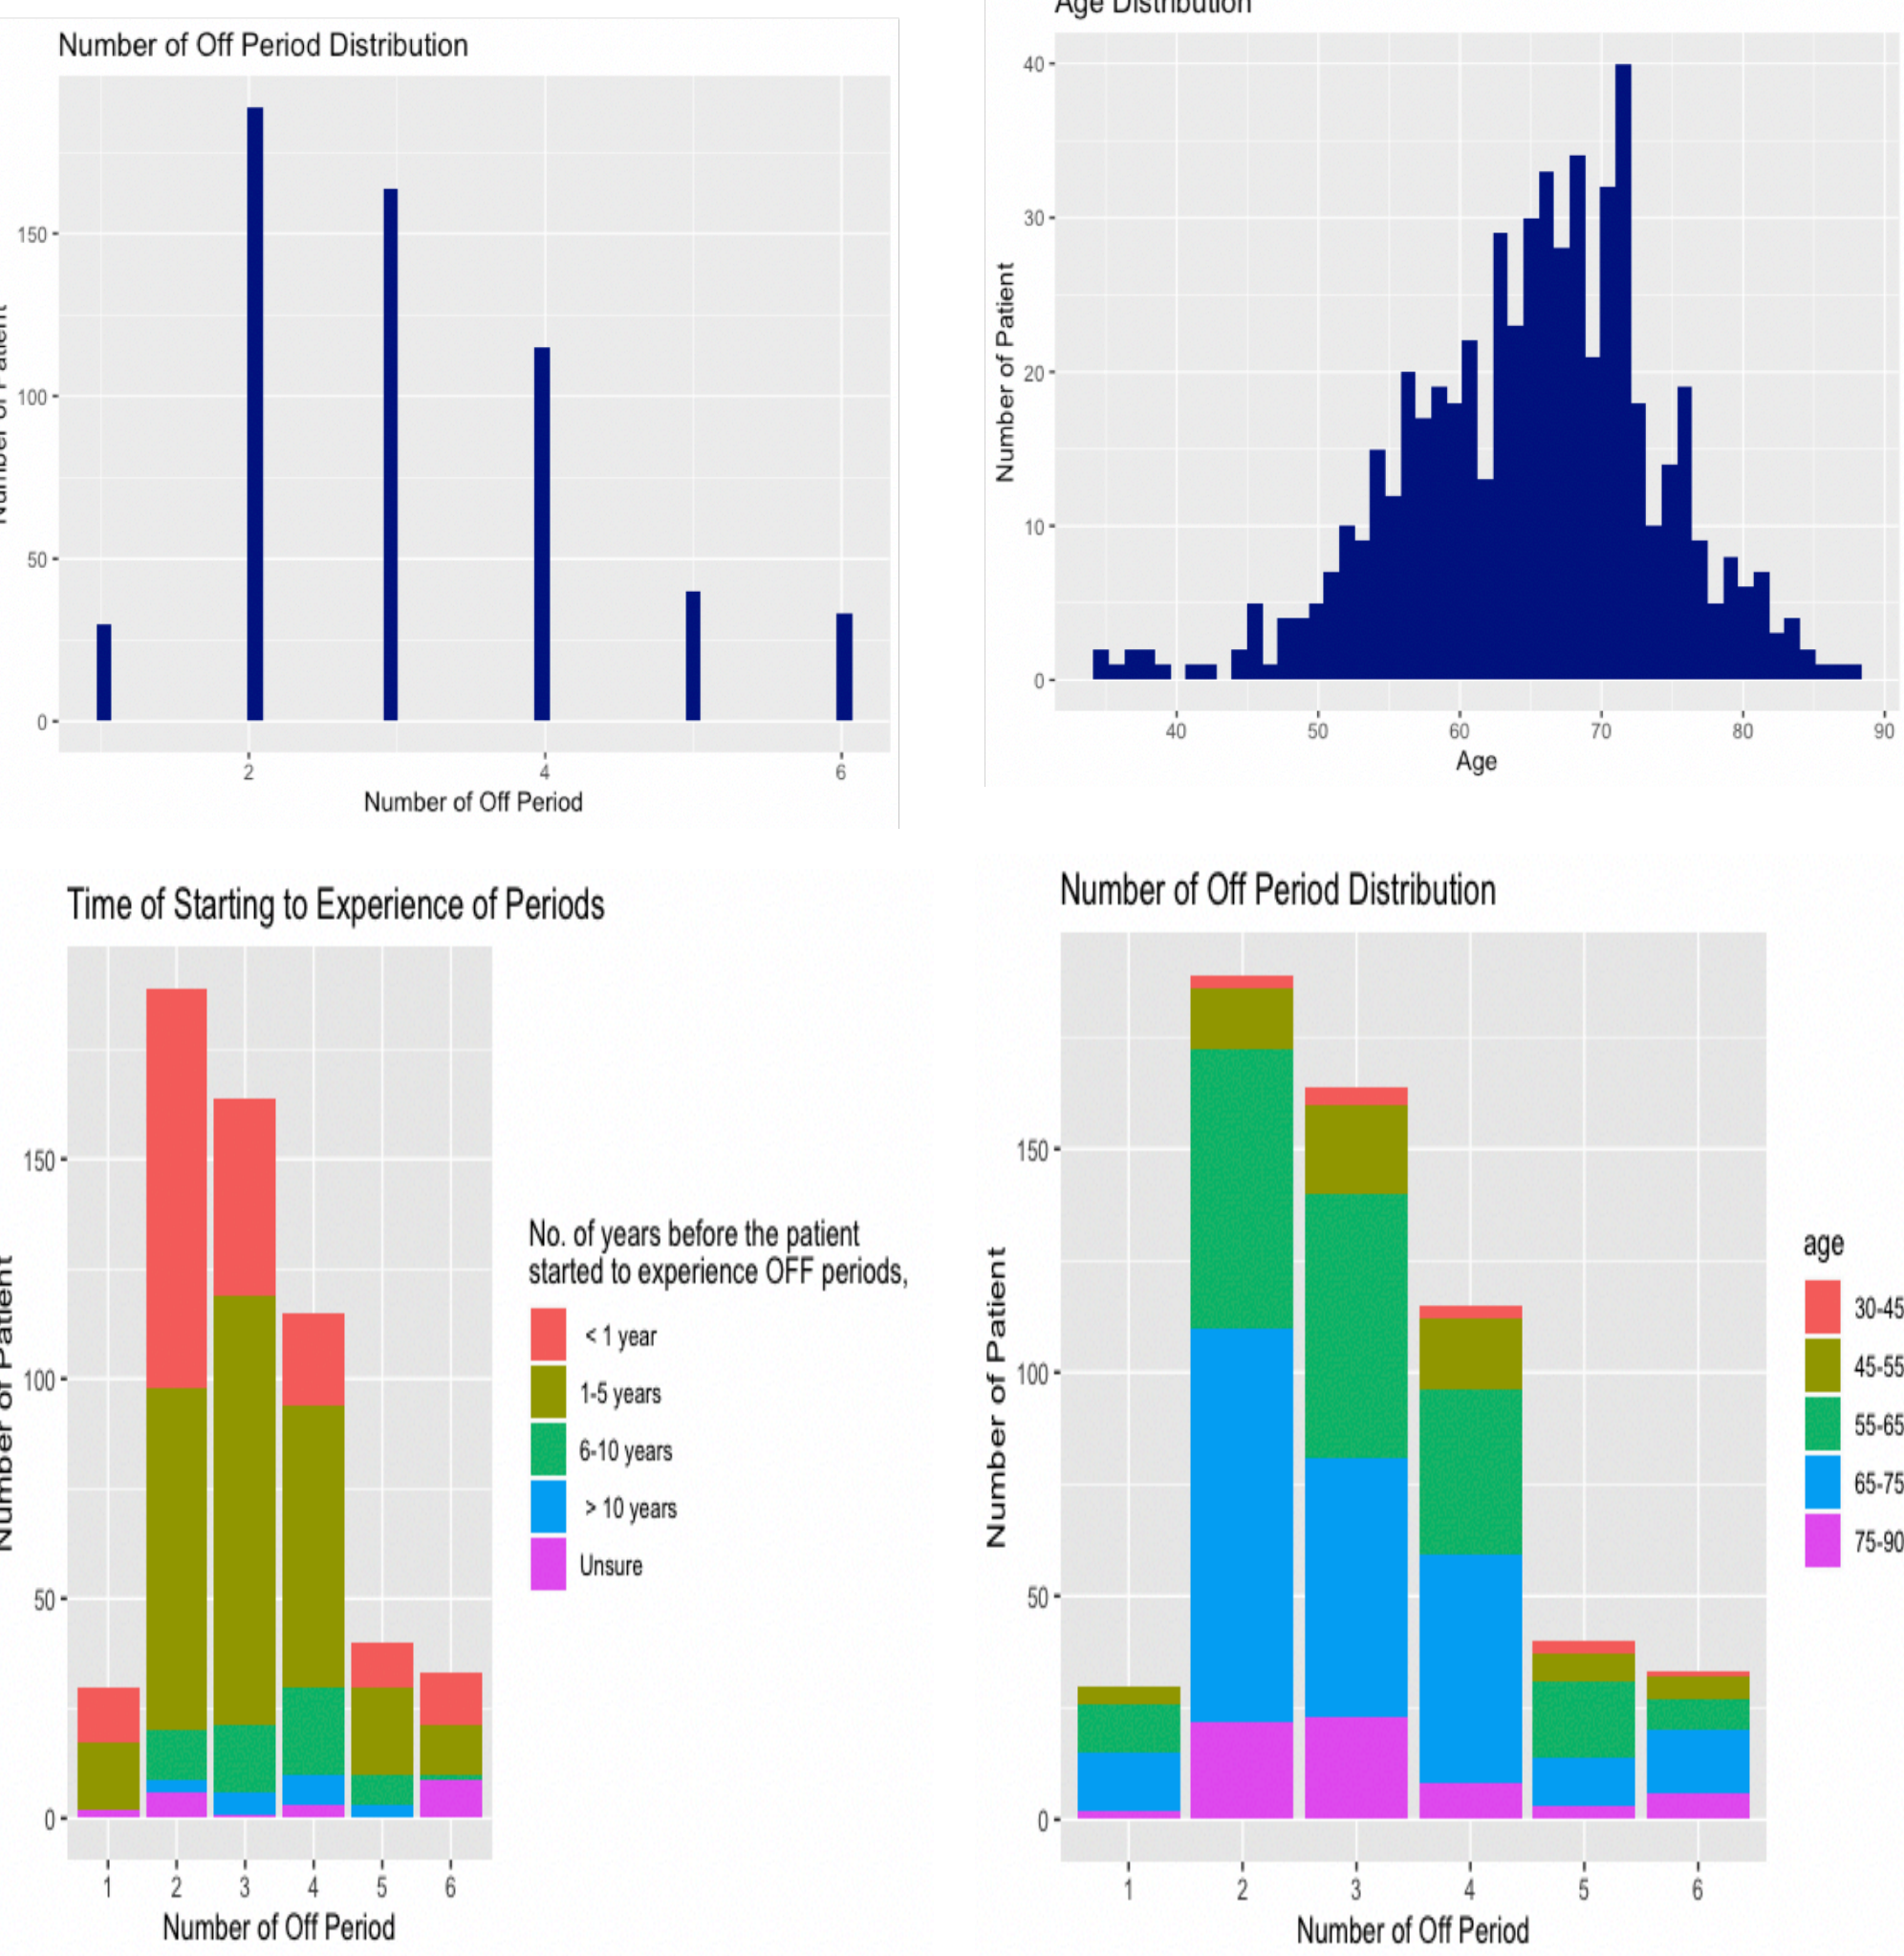 Number of Off Period Distribution
150
100
50
0
2
4
6
Number of Off Period
Age Distribution
Number of Patient
40
30
20
10
0
40
50
60
70
80
90
Age
Time of Starting to Experience of Periods
Number of Patient
150
100
50
0
1
2
3
4
5
6
Number of Off Period
No. of years before the patient
started to experience OFF periods,
< 1 year
1-5 years
6-10 years
> 10 years
Unsure
Number of Off Period Distribution
Number of Patient
150
100
50
0
1
2
3
4
5
6
Number of Off Period
age
30-45
45-55
55-65
65-75
75-90